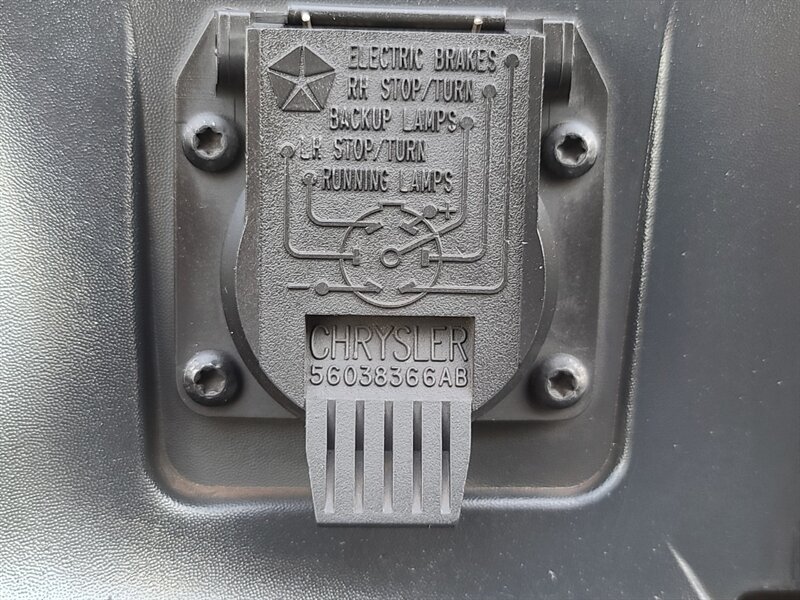 ELECTRIC BRAKES
RH STOP/TURN
BACKUP LAMPS
LH STOP/TURN
RUNNING LAMPS
+
−
CHRYSLER
56038366AB